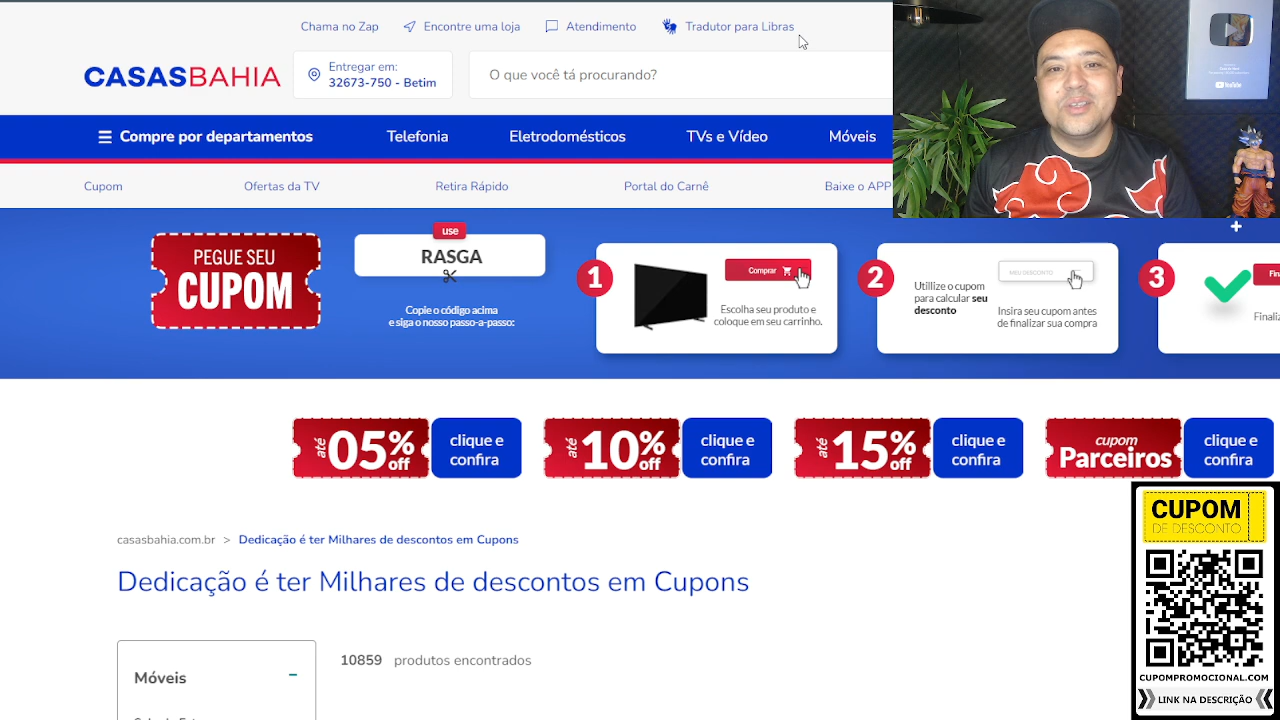 Chama no Zap
Encontre uma loja
Atendimento
Tradutor para Libras
CASASBAHIA
Entregar em:
32673-750 - Betim
O que você tá procurando?
Compre por departamentos
Telefonia
Eletrodomésticos
TVs e Vídeo
Móveis
Cupom
Ofertas da TV
Retira Rápido
Portal do Carnê
Baixe o APP
YouTube
PEGUE SEU
CUPOM
use
RASGA
Copie o código acima
e siga o nosso passo-a-passo:
1
Comprar
Escolha seu produto e
coloque em seu carrinho.
2
Utillize o cupom
para calcular seu
desconto
MEU DESCONTO
Insira seu cupom antes
de finalizar sua compra
3
até 05% off
clique e
confira
até 10% off
clique e
confira
até 15% off
clique e
confira
cupom
Parceiros
clique e
confira
casasbahia.com.br > Dedicação é ter Milhares de descontos em Cupons
Dedicação é ter Milhares de descontos em Cupons
Móveis
10859 produtos encontrados
CUPOM
DE DESCONTO
CUPOMPROMOCIONAL.COM
LINK NA DESCRIÇÃO